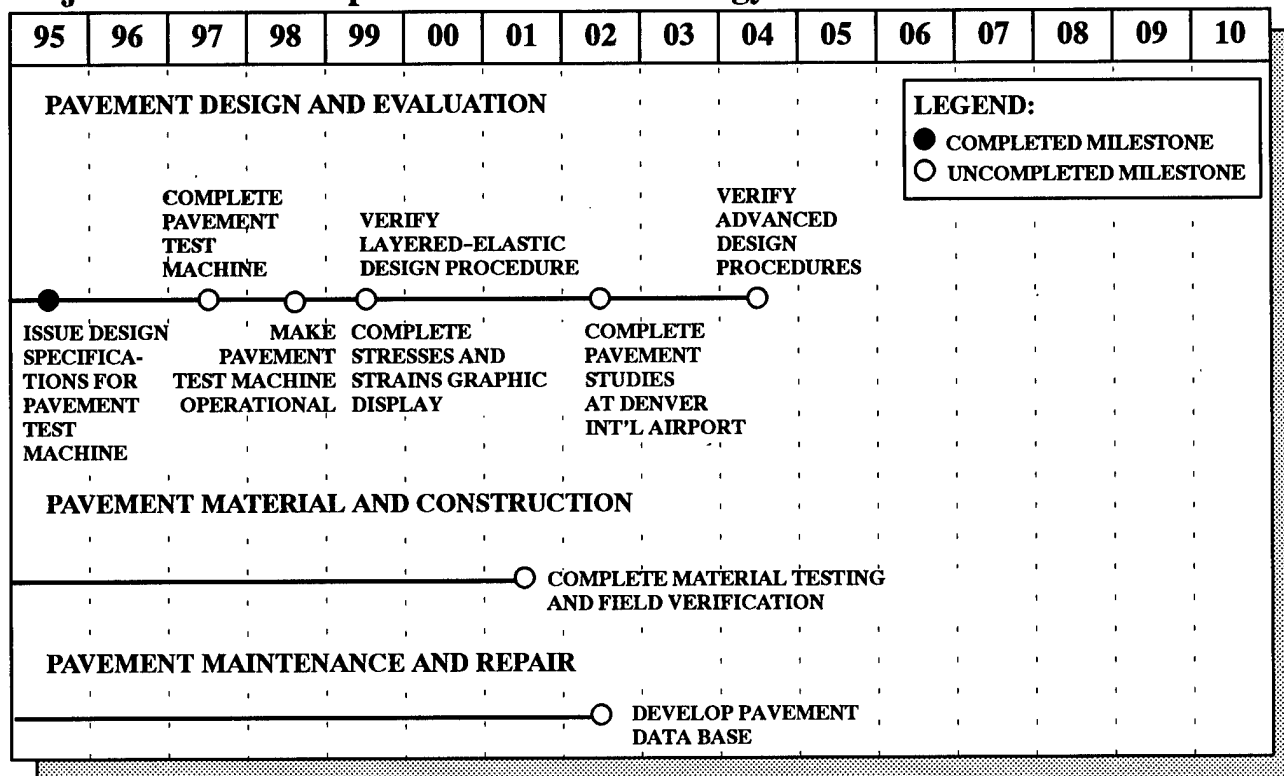 95 96 97 98 99 00 01 02 03 04 05 06 07 08 09 10
PAVEMENT DESIGN AND EVALUATION
LEGEND:
COMPLETED MILESTONE
UNCOMPLETED MILESTONE
COMPLETE
PAVEMENT
TEST
MACHINE
VERIFY
LAYERED-ELASTIC
DESIGN PROCEDURE
VERIFY
ADVANCED
DESIGN
PROCEDURES
ISSUE DESIGN
SPECIFICA-
TIONS FOR
PAVEMENT
TEST
MACHINE
MAKE
PAVEMENT
TEST MACHINE
OPERATIONAL
COMPLETE
STRESSES AND
STRAINS GRAPHIC
DISPLAY
COMPLETE
PAVEMENT
STUDIES
AT DENVER
INT'L AIRPORT
PAVEMENT MATERIAL AND CONSTRUCTION
COMPLETE MATERIAL TESTING
AND FIELD VERIFICATION
PAVEMENT MAINTENANCE AND REPAIR
DEVELOP PAVEMENT
DATA BASE